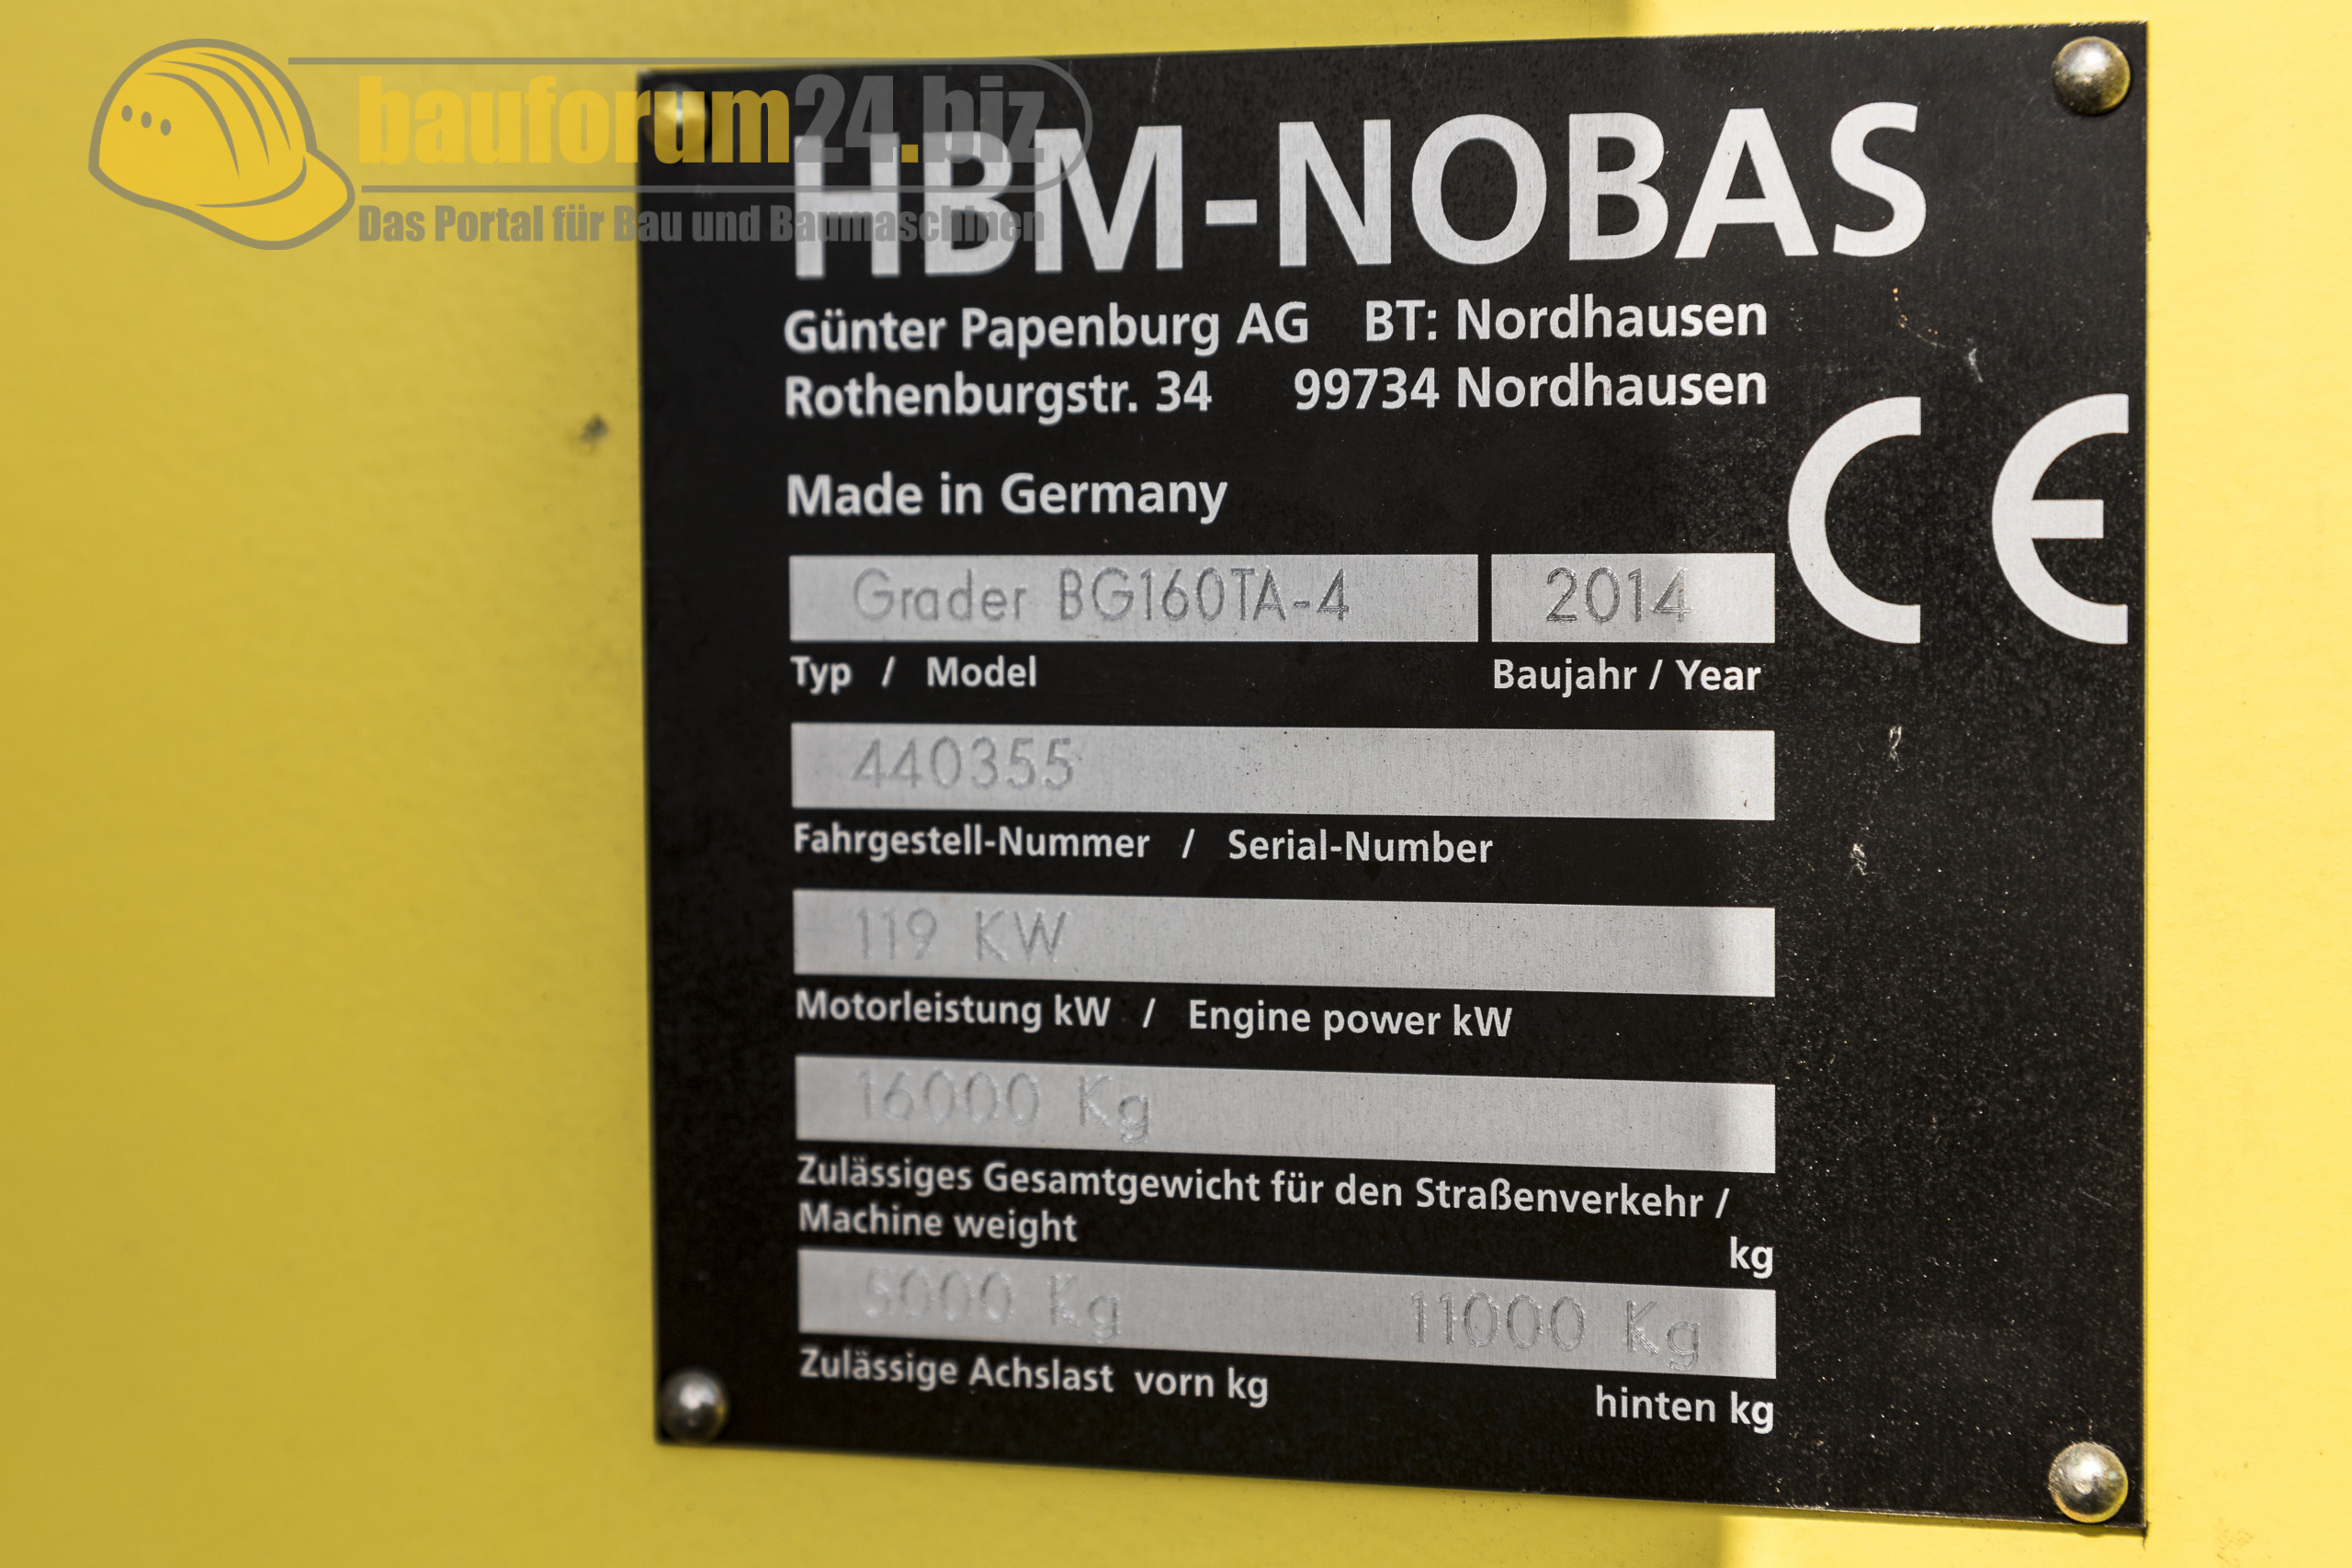 bauforum24.biz
Das Portal für Bau und Baumaschinen
HBM-NOBAS
Günter Papenburg AG BT: Nordhausen
Rothenburgstr. 34 99734 Nordhausen
Made in Germany
CE
Grader BG160TA-4 2014
Typ / Model Baujahr / Year
440355
Fahrgestell-Nummer / Serial-Number
119 KW
Motorleistung kW / Engine power kW
16000 Kg
Zulässiges Gesamtgewicht für den Straßenverkehr /
Machine weight kg
5000 Kg 11000 Kg
Zulässige Achslast vorn kg hinten kg